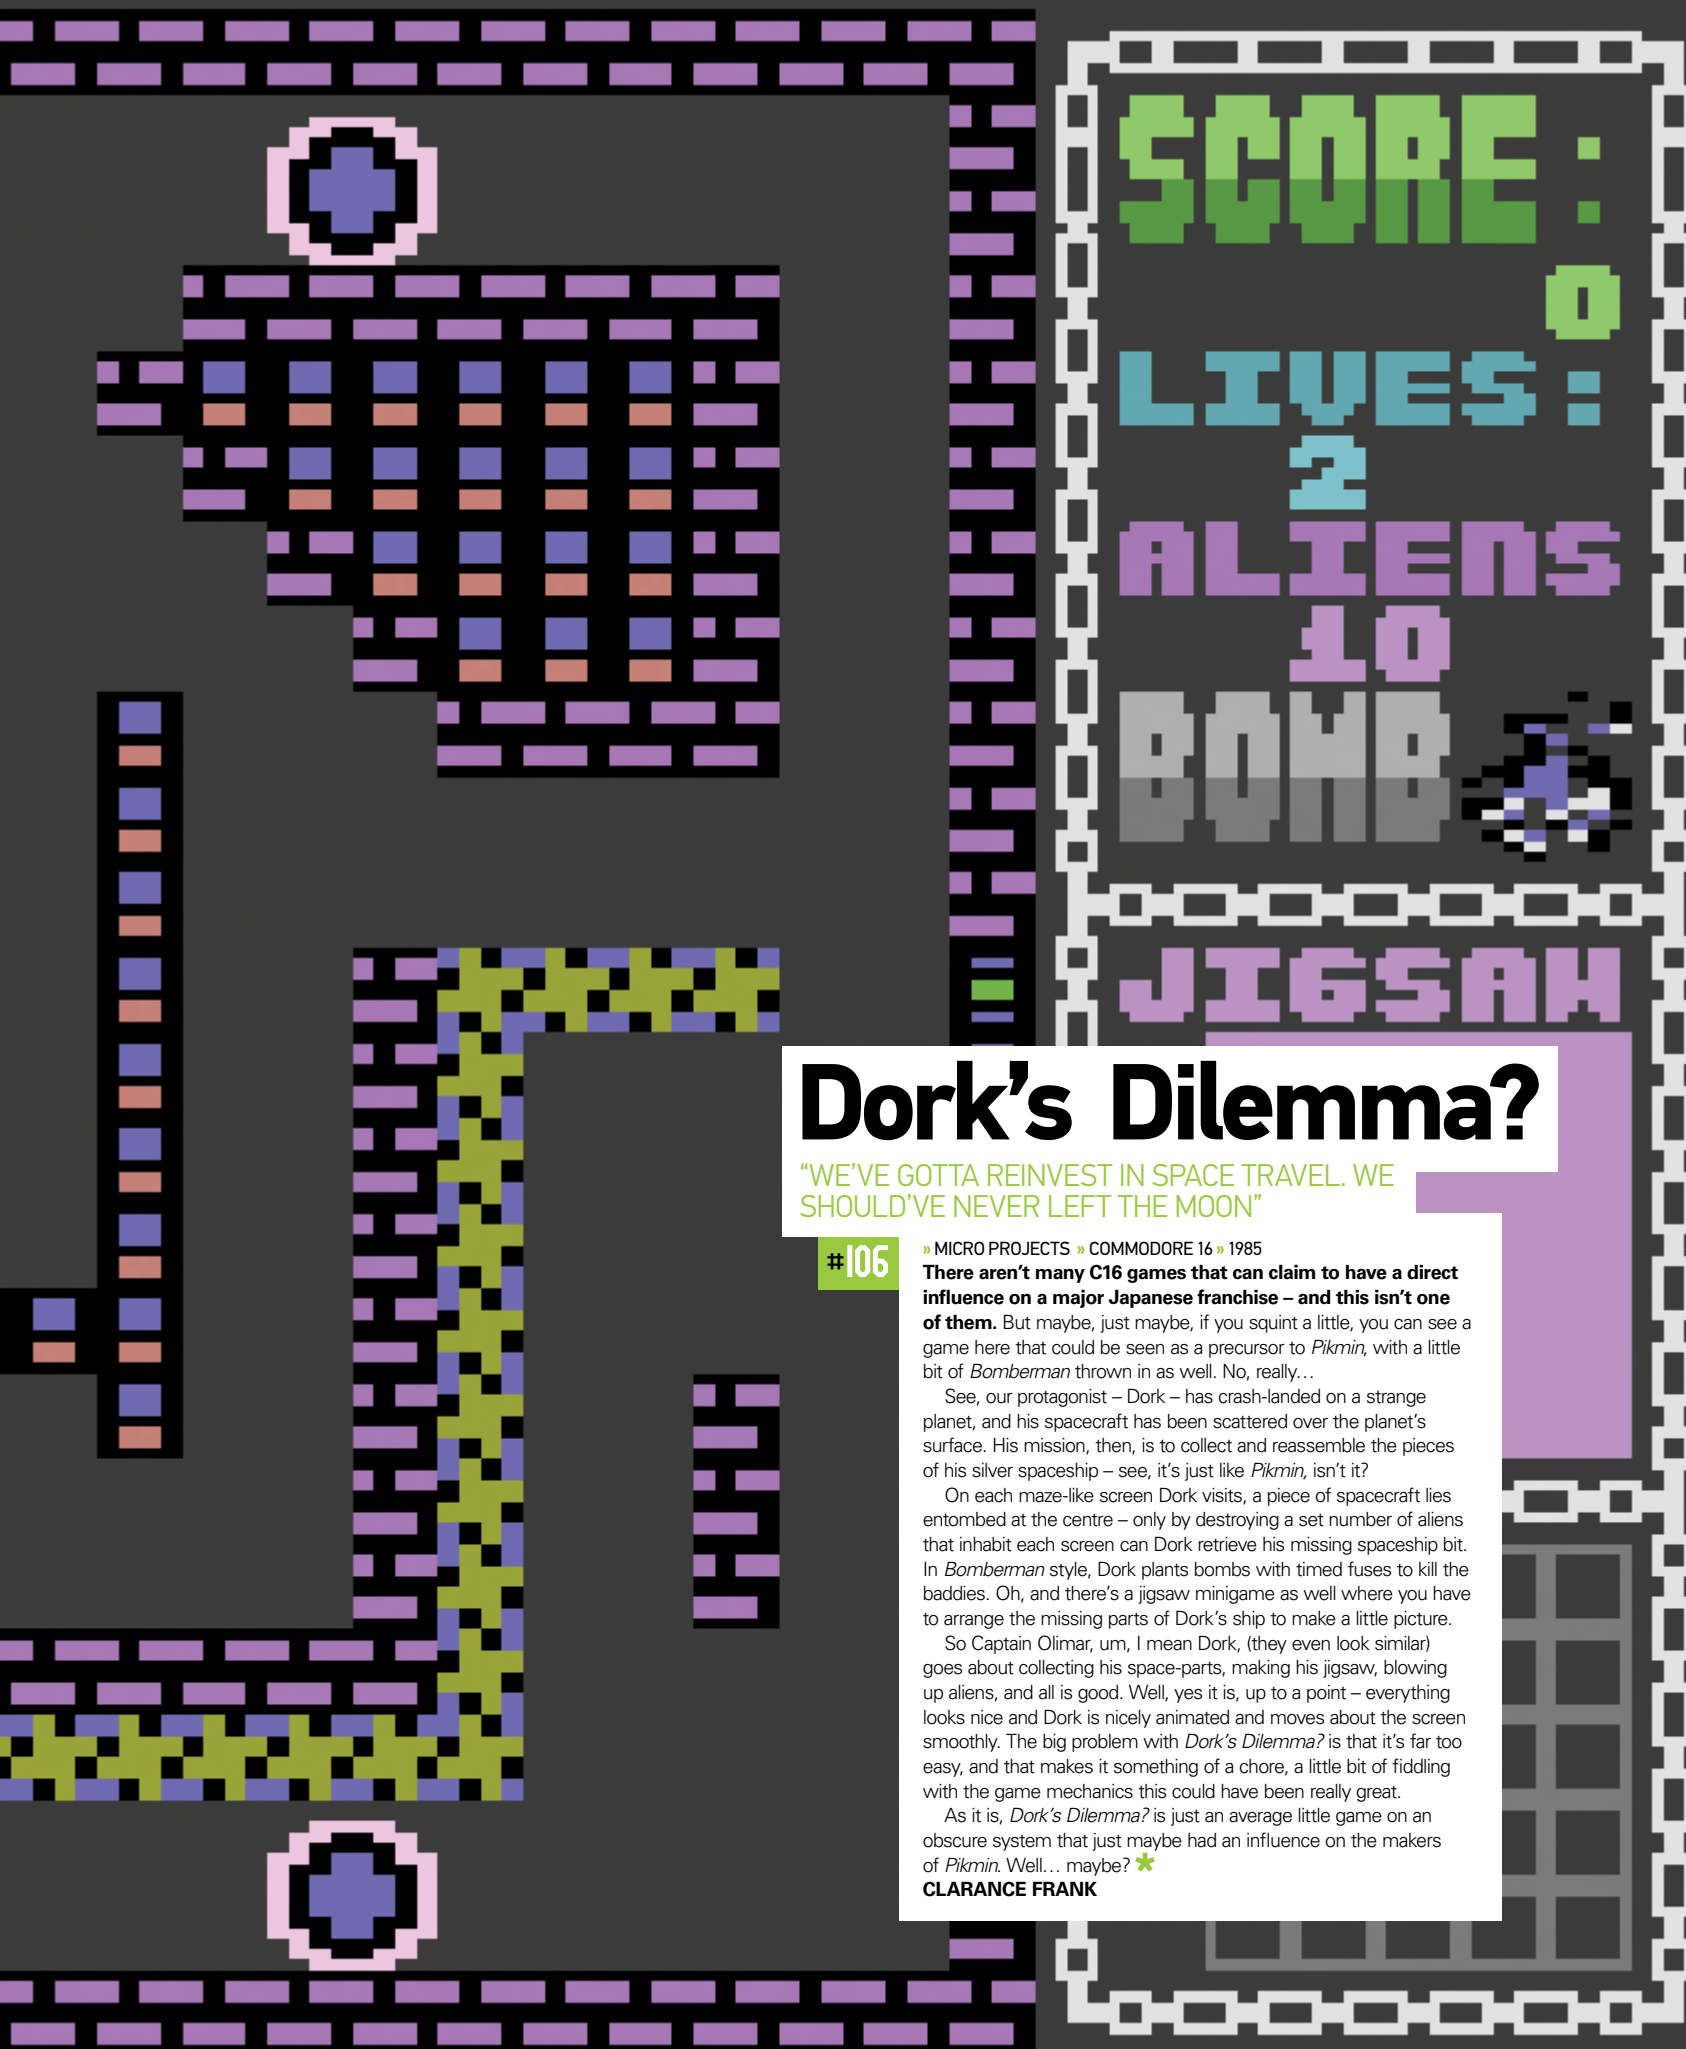 SCORE:
0
LIVES:
2
ALIENS
10
BOMB
JIGSAW
Dork’s Dilemma?
“WE’VE GOTTA REINVEST IN SPACE TRAVEL. WE
SHOULD’VE NEVER LEFT THE MOON”
#106
» MICRO PROJECTS » COMMODORE 16 » 1985
There aren’t many C16 games that can claim to have a direct
influence on a major Japanese franchise – and this isn’t one
of them. But maybe, just maybe, if you squint a little, you can see a
game here that could be seen as a precursor to Pikmin, with a little
bit of Bomberman thrown in as well. No, really…
See, our protagonist – Dork – has crash-landed on a strange
planet, and his spacecraft has been scattered over the planet’s
surface. His mission, then, is to collect and reassemble the pieces
of his silver spaceship – see, it’s just like Pikmin, isn’t it?
On each maze-like screen Dork visits, a piece of spacecraft lies
entombed at the centre – only by destroying a set number of aliens
that inhabit each screen can Dork retrieve his missing spaceship bit.
In Bomberman style, Dork plants bombs with timed fuses to kill the
baddies. Oh, and there’s a jigsaw minigame as well where you have
to arrange the missing parts of Dork’s ship to make a little picture.
So Captain Olimar, um, I mean Dork, (they even look similar)
goes about collecting his space-parts, making his jigsaw, blowing
up aliens, and all is good. Well, yes it is, up to a point – everything
looks nice and Dork is nicely animated and moves about the screen
smoothly. The big problem with Dork’s Dilemma? is that it’s far too
easy, and that makes it something of a chore, a little bit of fiddling
with the game mechanics this could have been really great.
As it is, Dork’s Dilemma? is just an average little game on an
obscure system that just maybe had an influence on the makers
of Pikmin. Well… maybe? *
CLARANCE FRANK